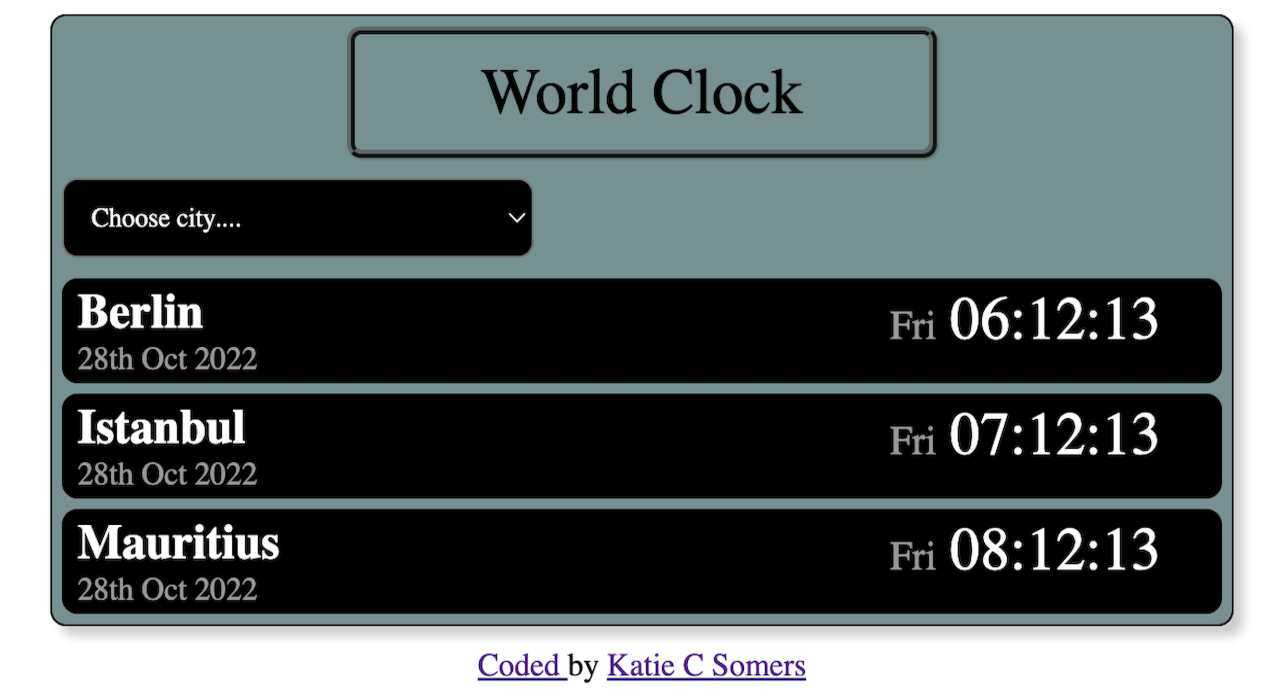 World Clock
Choose city....
Berlin
Fri 06:12:13
28th Oct 2022
Istanbul
Fri 07:12:13
28th Oct 2022
Mauritius
Fri 08:12:13
28th Oct 2022
Coded by Katie C Somers